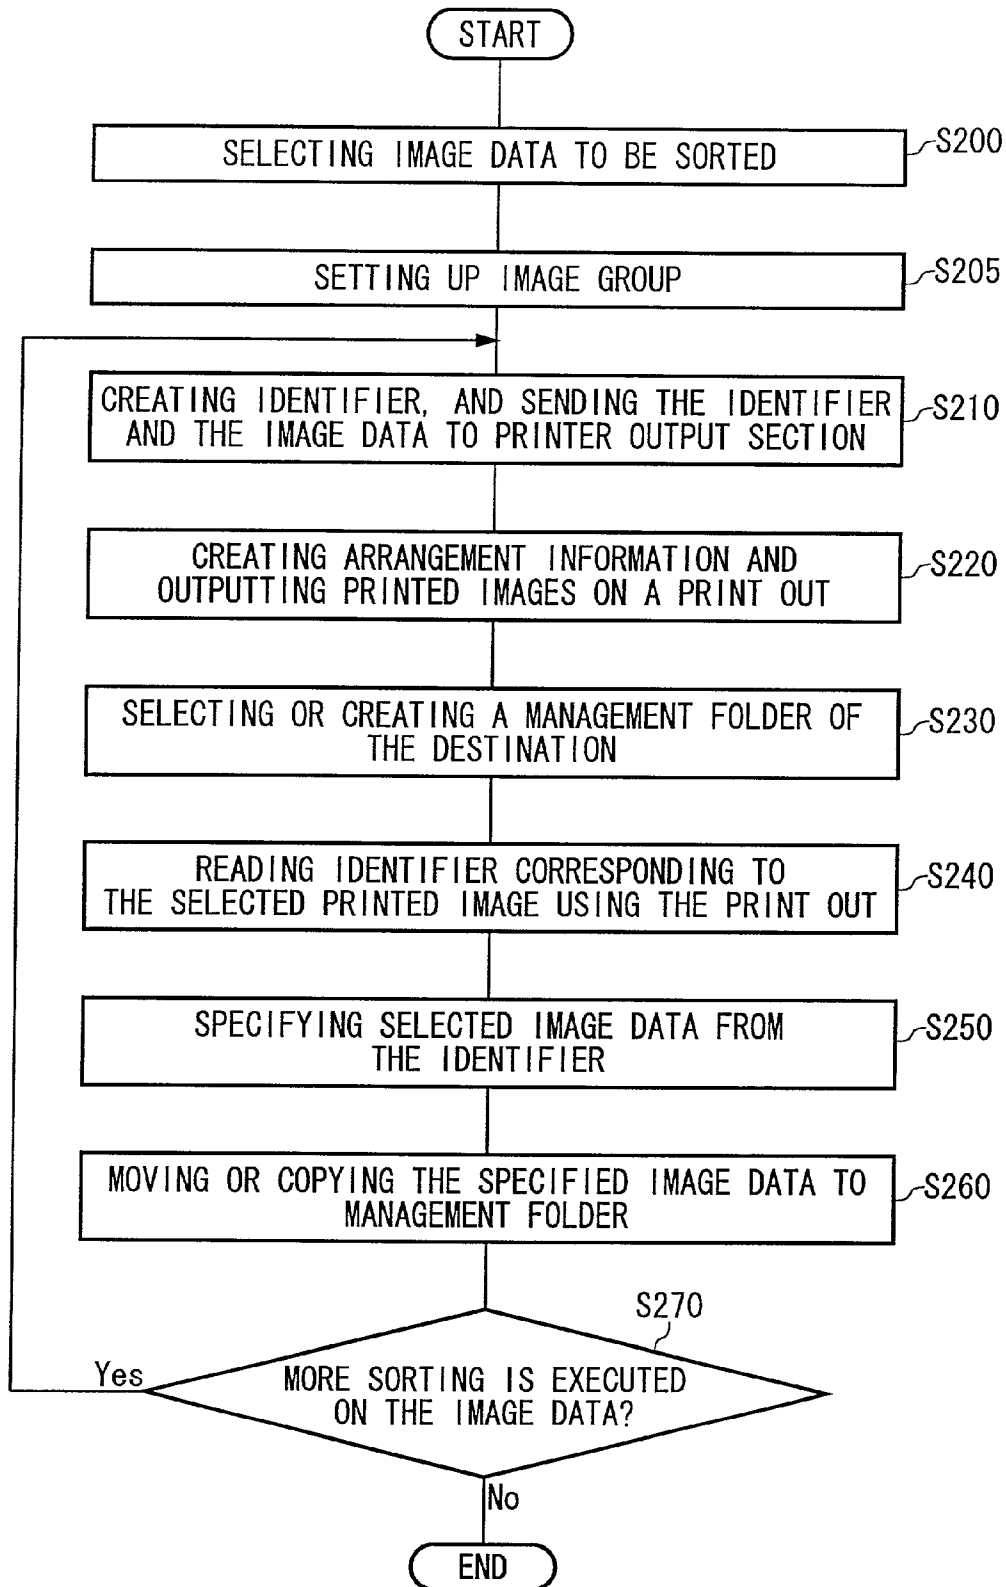 START
SELECTING IMAGE DATA TO BE SORTED
S200
SETTING UP IMAGE GROUP
S205
CREATING IDENTIFIER, AND SENDING THE IDENTIFIER
AND THE IMAGE DATA TO PRINTER OUTPUT SECTION
S210
CREATING ARRANGEMENT INFORMATION AND
OUTPUTTING PRINTED IMAGES ON A PRINT OUT
S220
SELECTING OR CREATING A MANAGEMENT FOLDER OF
THE DESTINATION
S230
READING IDENTIFIER CORRESPONDING TO
THE SELECTED PRINTED IMAGE USING THE PRINT OUT
S240
SPECIFYING SELECTED IMAGE DATA FROM
THE IDENTIFIER
S250
MOVING OR COPYING THE SPECIFIED IMAGE DATA TO
MANAGEMENT FOLDER
S260
S270
Yes
MORE SORTING IS EXECUTED
ON THE IMAGE DATA?
No
END